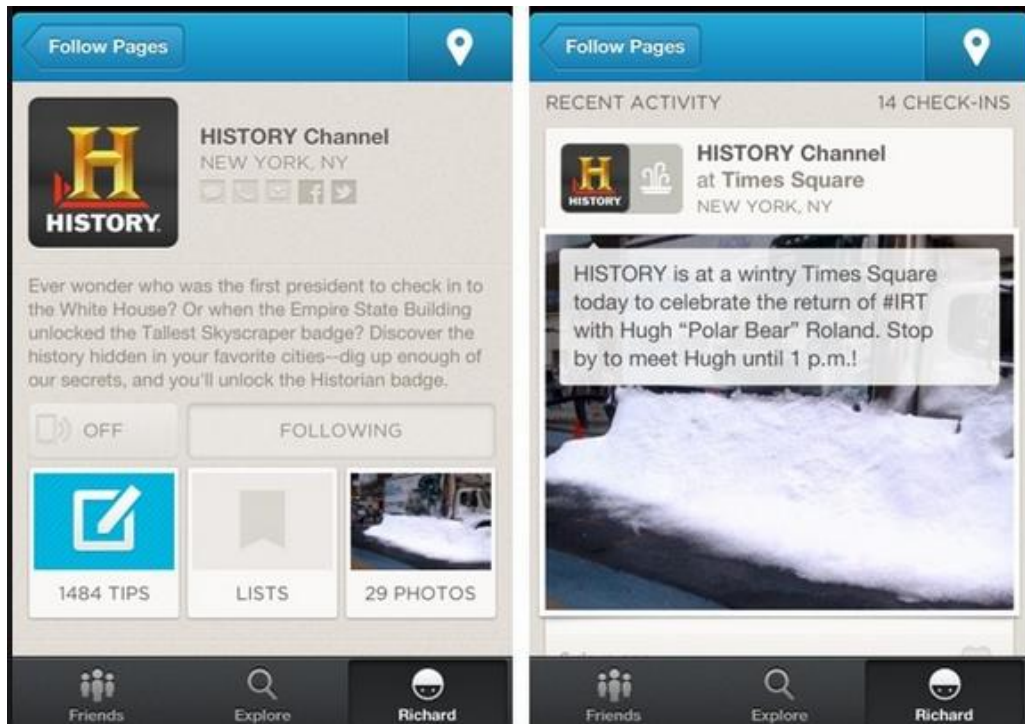 Follow Pages
HISTORY
HISTORY Channel
NEW YORK, NY
Ever wonder who was the first president to check in to
the White House? Or when the Empire State Building
unlocked the Tallest Skyscraper badge? Discover the
history hidden in your favorite cities--dig up enough of
our secrets, and you'll unlock the Historian badge.
OFF
FOLLOWING
1484 TIPS
LISTS
29 PHOTOS
Friends
Explore
Richard
Follow Pages
RECENT ACTIVITY
14 CHECK-INS
HISTORY
HISTORY Channel
at Times Square
NEW YORK, NY
HISTORY is at a wintry Times Square
today to celebrate the return of #IRT
with Hugh “Polar Bear” Roland. Stop
by to meet Hugh until 1 p.m.!
Friends
Explore
Richard